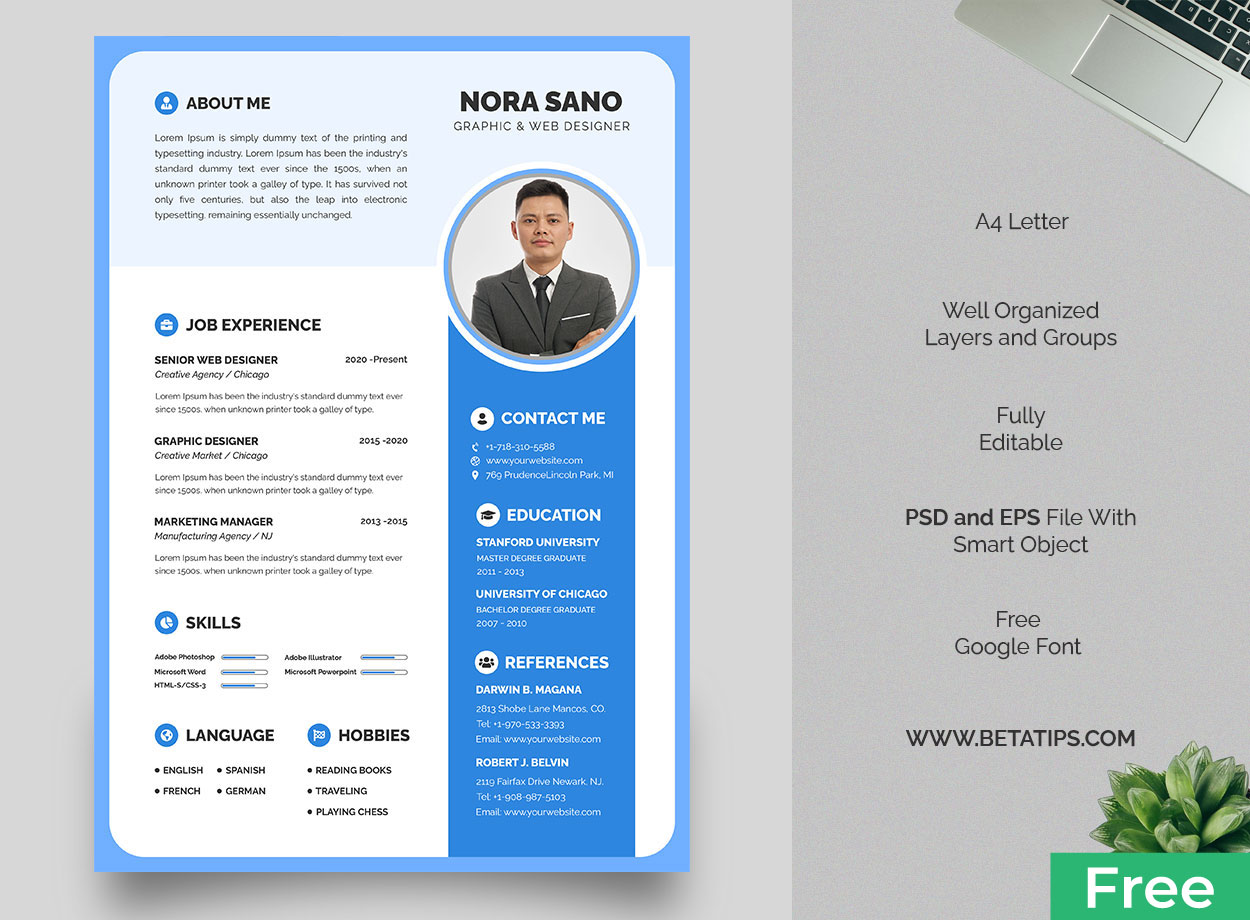 ABOUT ME
Lorem Ipsum is simply dummy text of the printing and
typesetting industry. Lorem Ipsum has been the industry's
standard dummy text ever since the 1500s, when an
unknown printer took a galley of type. It has survived not
only five centuries, but also the leap into electronic
typesetting, remaining essentially unchanged.
NORA SANO
GRAPHIC & WEB DESIGNER
JOB EXPERIENCE
SENIOR WEB DESIGNER 2020 -Present
Creative Agency / Chicago
Lorem Ipsum has been the industry's standard dummy text ever
since 1500s, when unknown printer took a galley of type,
GRAPHIC DESIGNER 2015 -2020
Creative Market / Chicago
Lorem Ipsum has been the industry's standard dummy text ever
since 1500s, when unknown printer took a galley of type.
MARKETING MANAGER 2013 -2015
Manufacturing Agency / NJ
Lorem Ipsum has been the industry's standard dummy text ever
since 1500s, when unknown printer took a galley of type.
SKILLS
Adobe Photoshop Adobe Illustrator
Microsoft Word Microsoft Powerpoint
HTML-5/CSS-3
LANGUAGE
ENGLISH SPANISH
FRENCH GERMAN
HOBBIES
READING BOOKS
TRAVELING
PLAYING CHESS
CONTACT ME
+1-718-310-5588
www.yourwebsite.com
769 PrudenceLincoln Park, MI
EDUCATION
STANFORD UNIVERSITY
MASTER DEGREE GRADUATE
2011 - 2013
UNIVERSITY OF CHICAGO
BACHELOR DEGREE GRADUATE
2007 - 2010
REFERENCES
DARWIN B. MAGANA
2813 Shobe Lane Mancos, CO.
Tel: +1-970-533-3393
Email: www.yourwebsite.com
ROBERT J. BELVIN
2119 Fairfax Drive Newark, NJ.
Tel: +1-908-987-5103
Email: www.yourwebsite.com
A4 Letter
Well Organized
Layers and Groups
Fully
Editable
PSD and EPS File With
Smart Object
Free
Google Font
WWW.BETATIPS.COM
Free